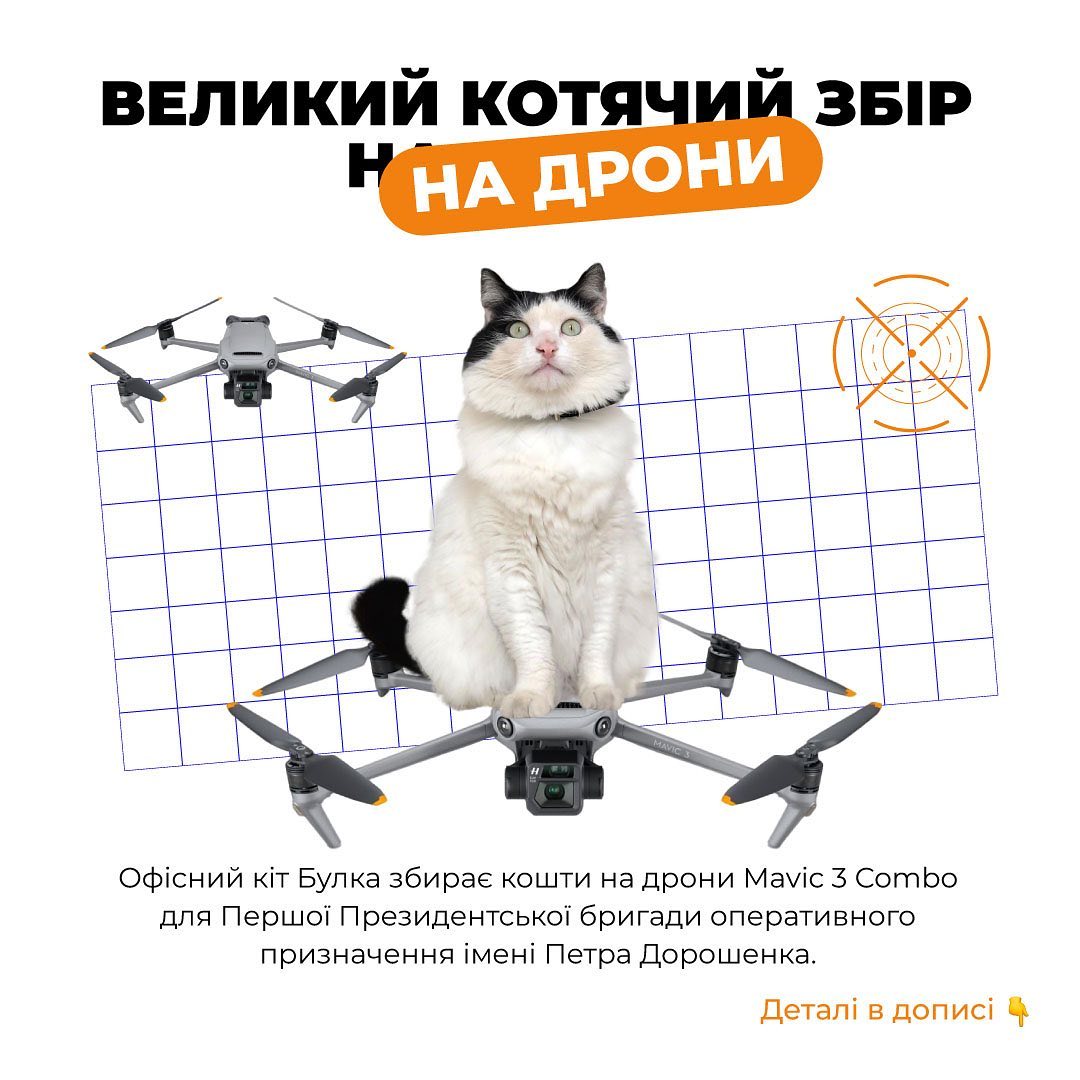 ВЕЛИКИЙ КОТЯЧИЙ ЗБІР
НА ДРОНИ
MAVIC 3
Офісний кіт Булка збирає кошти на дрони Mavic 3 Combo
для Першої Президентської бригади оперативного
призначення імені Петра Дорошенка.
Деталі в дописі 👇